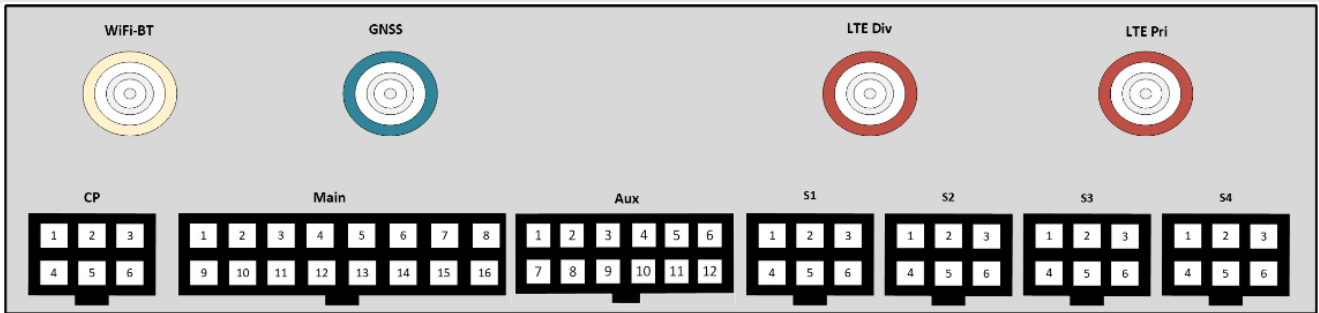 WiFi-BT GNSS LTE Div LTE Pri
CP Main Aux S1 S2 S3 S4
1 2 3 1 2 3 4 5 6 7 8 1 2 3 4 5 6 1 2 3 1 2 3 1 2 3 1 2 3
4 5 6 9 10 11 12 13 14 15 16 7 8 9 10 11 12 4 5 6 4 5 6 4 5 6 4 5 6